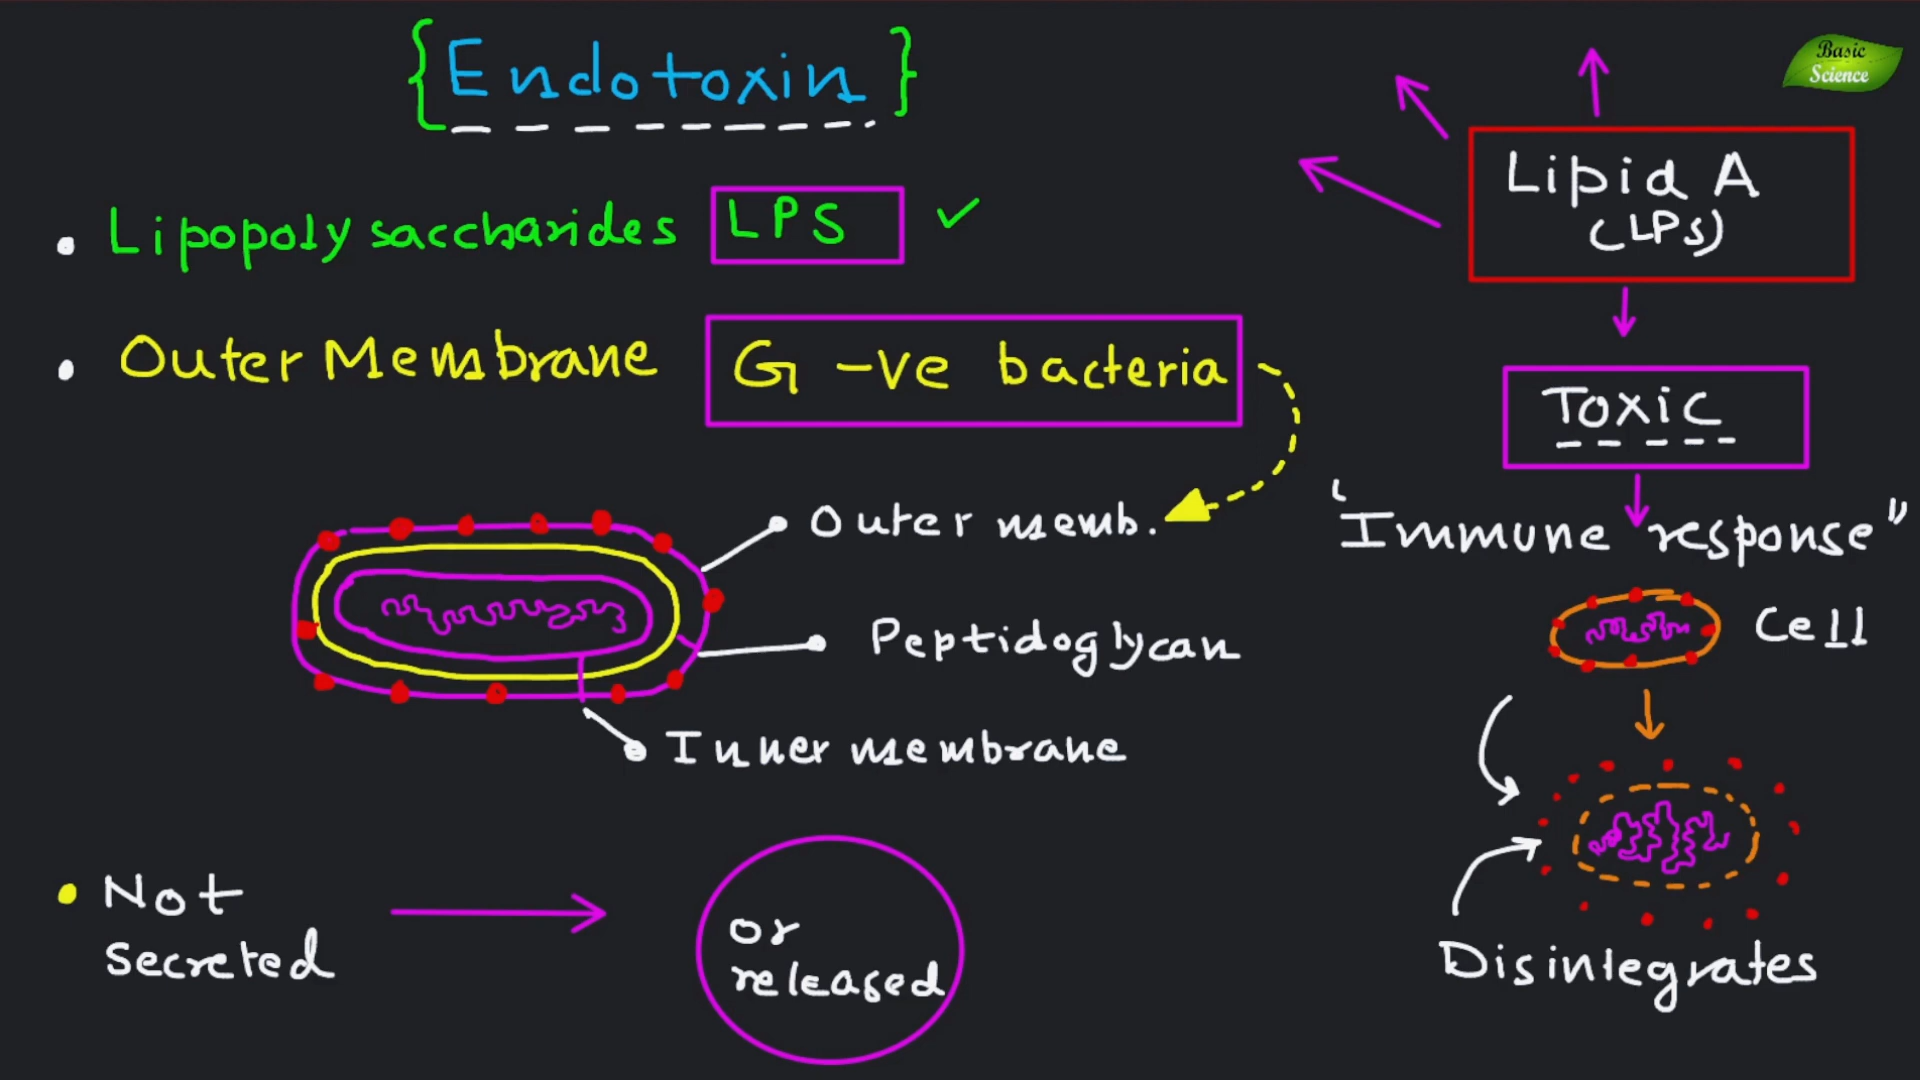 {Endotoxin}
Basic
Science
• Lipopolysaccharides LPS ✓
• Outer Membrane G -ve bacteria
Outer memb.
Peptidoglycan
Inner membrane
• Not
secreted
or
released
Lipid A
(LPs)
Toxic
"Immune response"
Cell
Disintegrates